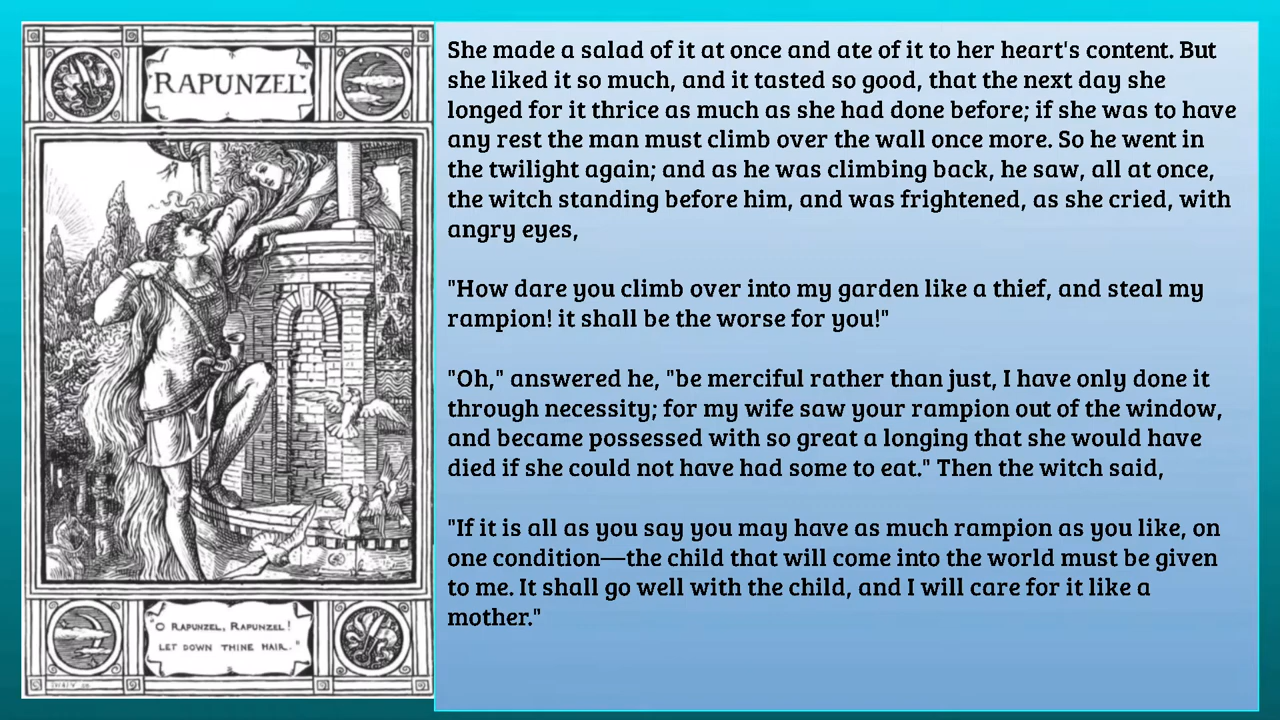 RAPUNZEL
"O RAPUNZEL, RAPUNZEL!
LET DOWN THINE HAIR."
She made a salad of it at once and ate of it to her heart's content. But
she liked it so much, and it tasted so good, that the next day she
longed for it thrice as much as she had done before; if she was to have
any rest the man must climb over the wall once more. So he went in
the twilight again; and as he was climbing back, he saw, all at once,
the witch standing before him, and was frightened, as she cried, with
angry eyes,
"How dare you climb over into my garden like a thief, and steal my
rampion! it shall be the worse for you!"
"Oh," answered he, "be merciful rather than just, I have only done it
through necessity; for my wife saw your rampion out of the window,
and became possessed with so great a longing that she would have
died if she could not have had some to eat." Then the witch said,
"If it is all as you say you may have as much rampion as you like, on
one condition—the child that will come into the world must be given
to me. It shall go well with the child, and I will care for it like a
mother."